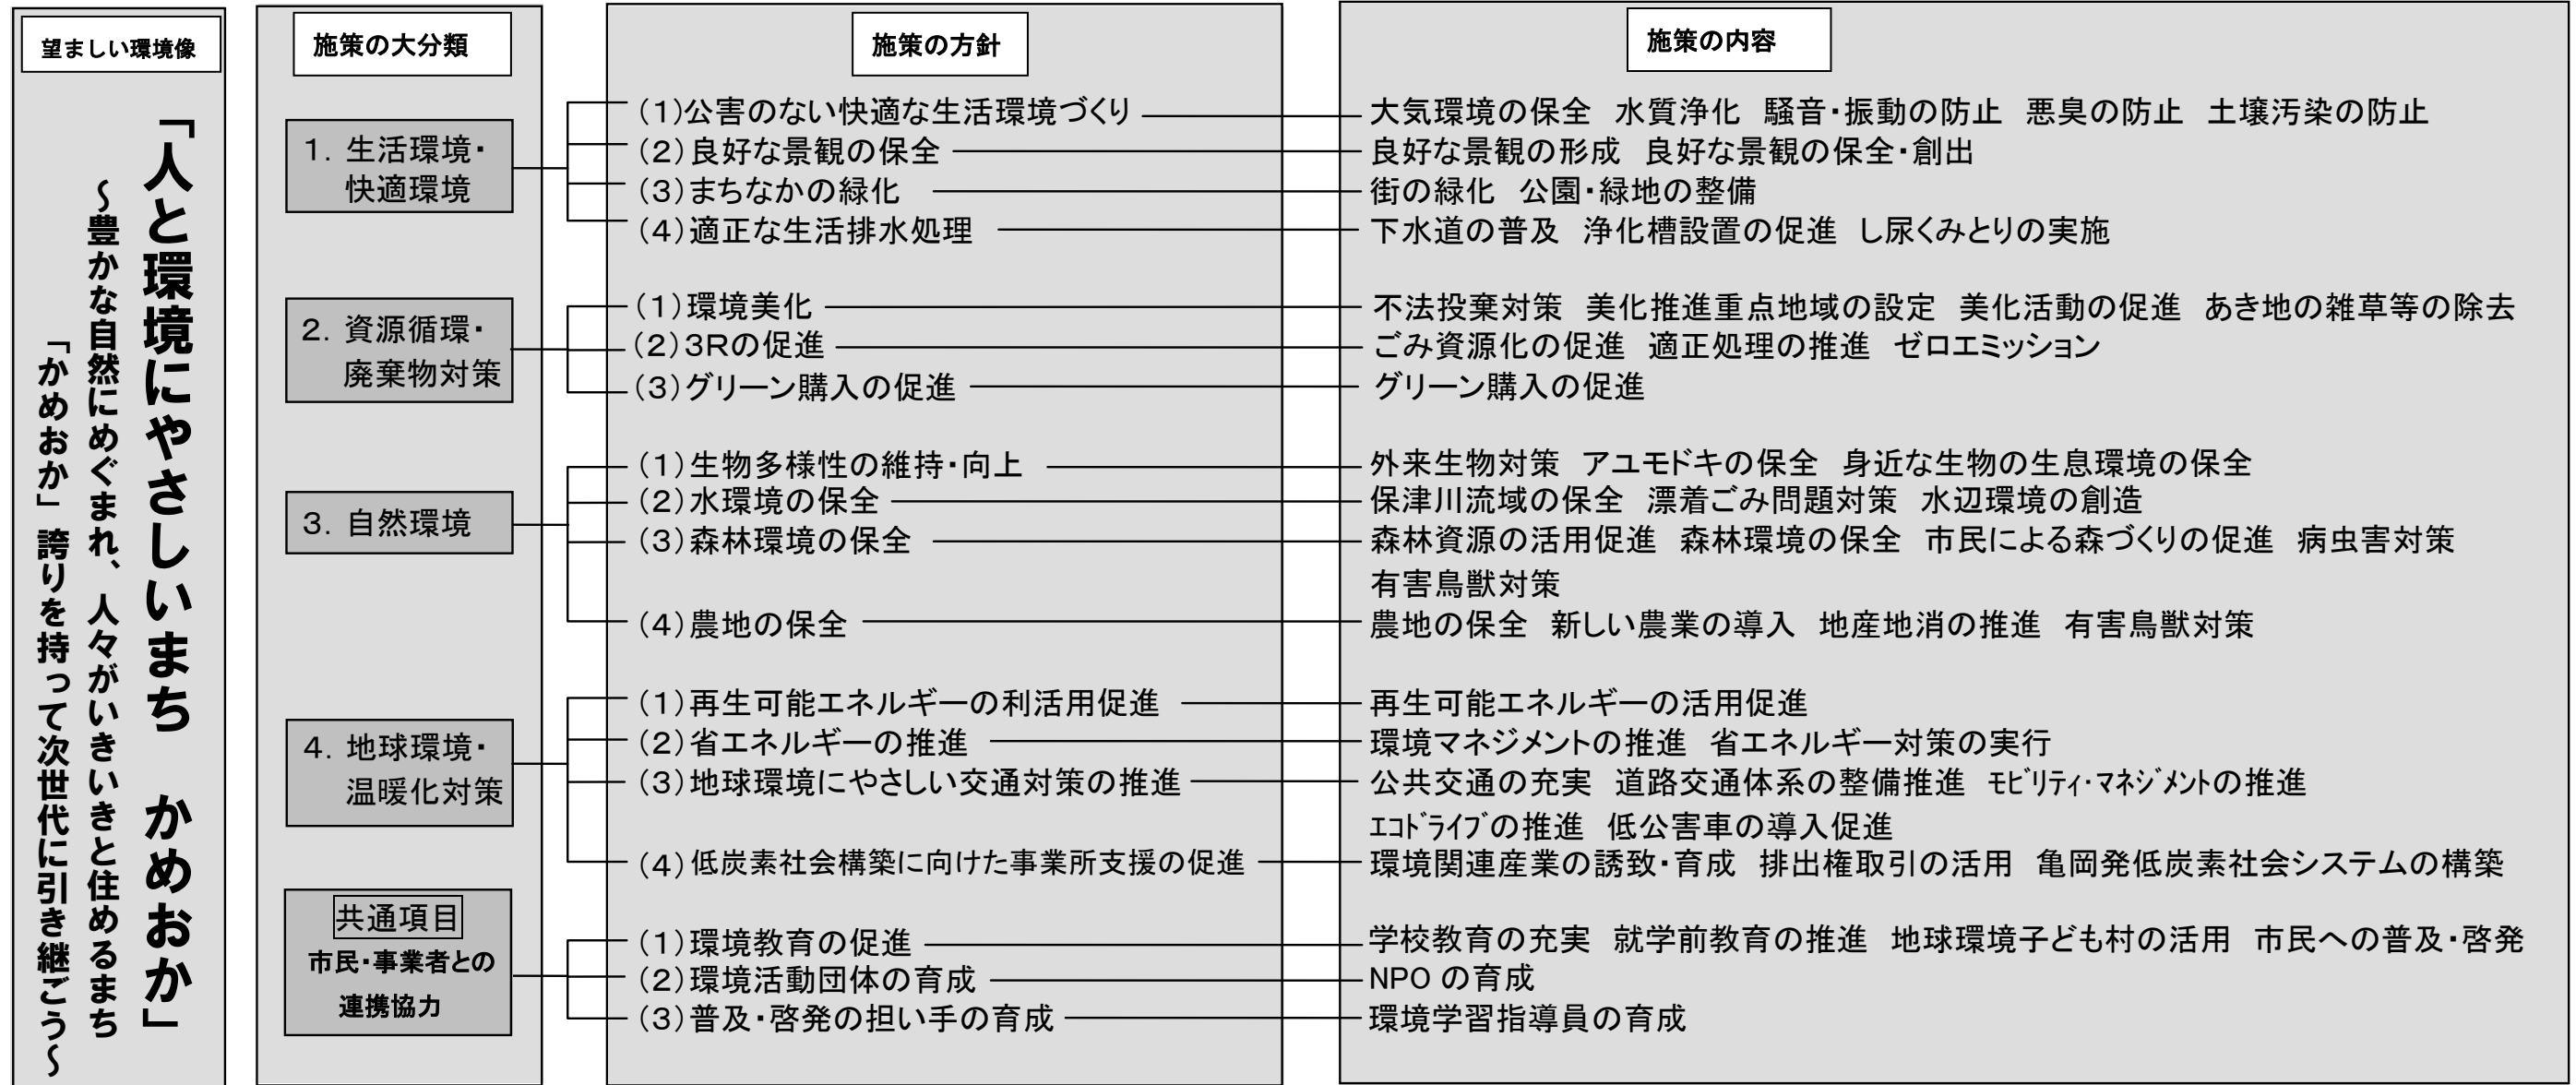 望ましい環境像
「人と環境にやさしいまち　かめおか」
～豊かな自然にめぐまれ、人々がいきいきと住めるまち
「かめおか」誇りを持って次世代に引き継ごう～
施策の大分類
施策の方針
施策の内容
1．生活環境・
快適環境
(1)公害のない快適な生活環境づくり
大気環境の保全　水質浄化　騒音・振動の防止　悪臭の防止　土壌汚染の防止
(2)良好な景観の保全
良好な景観の形成　良好な景観の保全・創出
(3)まちなかの緑化
街の緑化　公園・緑地の整備
(4)適正な生活排水処理
下水道の普及　浄化槽設置の促進　し尿くみとりの実施
2．資源循環・
廃棄物対策
(1)環境美化
不法投棄対策　美化推進重点地域の設定　美化活動の促進　あき地の雑草等の除去
(2)3Rの促進
ごみ資源化の促進　適正処理の推進　ゼロエミッション
(3)グリーン購入の促進
グリーン購入の促進
3．自然環境
(1)生物多様性の維持・向上
外来生物対策　アユモドキの保全　身近な生物の生息環境の保全
(2)水環境の保全
保津川流域の保全　漂着ごみ問題対策　水辺環境の創造
(3)森林環境の保全
森林資源の活用促進　森林環境の保全　市民による森づくりの促進　病虫害対策
有害鳥獣対策
(4)農地の保全
農地の保全　新しい農業の導入　地産地消の推進　有害鳥獣対策
4．地球環境・
温暖化対策
(1)再生可能エネルギーの利活用促進
再生可能エネルギーの活用促進
(2)省エネルギーの推進
環境マネジメントの推進　省エネルギー対策の実行
(3)地球環境にやさしい交通対策の推進
公共交通の充実　道路交通体系の整備推進　ﾓﾋﾞﾘﾃｨ・ﾏﾈｼﾞﾒﾝﾄの推進
ｴｺﾄﾞﾗｲﾌﾞの推進　低公害車の導入促進
(4)低炭素社会構築に向けた事業所支援の促進
環境関連産業の誘致・育成　排出権取引の活用　亀岡発低炭素社会システムの構築
共通項目
市民・事業者との
連携協力
(1)環境教育の促進
学校教育の充実　就学前教育の推進　地球環境子ども村の活用　市民への普及・啓発
(2)環境活動団体の育成
NPO の育成
(3)普及・啓発の担い手の育成
環境学習指導員の育成